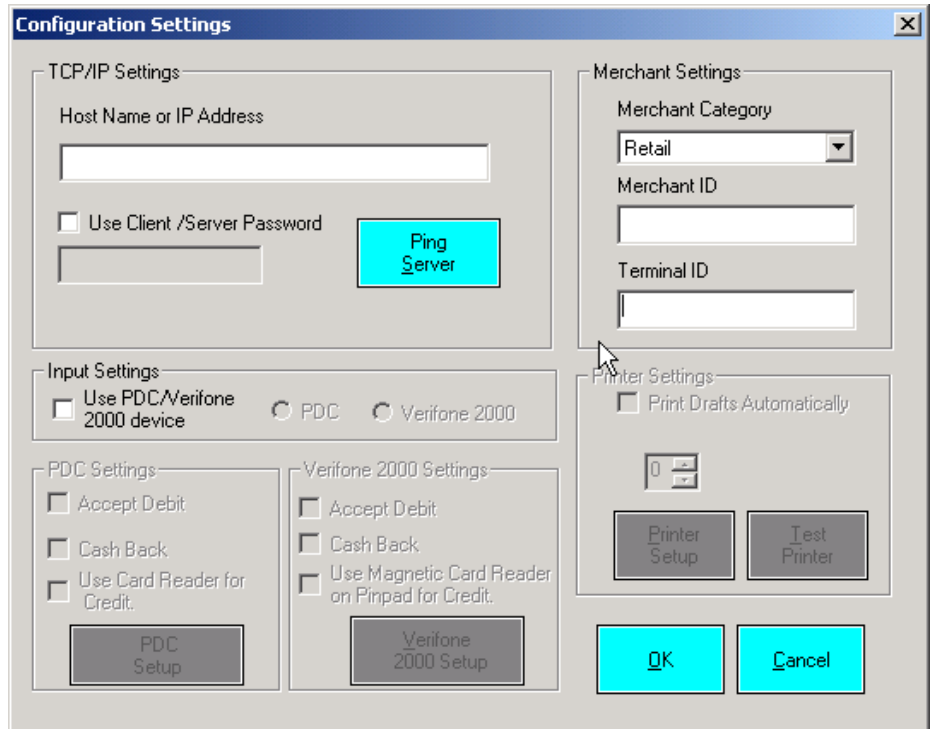 Configuration Settings
TCP/IP Settings
Host Name or IP Address
Use Client /Server Password
Ping
Server
Merchant Settings
Merchant Category
Retail
Merchant ID
Terminal ID
Input Settings
Use PDC/Verifone
2000 device
PDC
Verifone 2000
Printer Settings
Print Drafts Automatically
0
Printer
Setup
Test
Printer
PDC Settings
Accept Debit
Cash Back
Use Card Reader for
Credit.
PDC
Setup
Verifone 2000 Settings
Accept Debit
Cash Back
Use Magnetic Card Reader
on Pinpad for Credit.
Verifone
2000 Setup
OK
Cancel